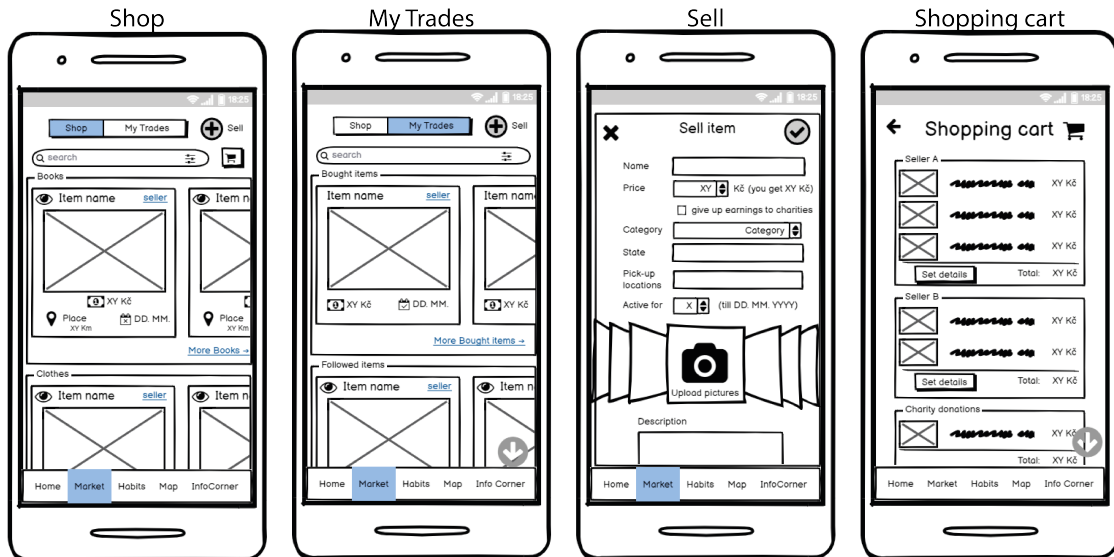 Shop
My Trades
Sell
Shopping cart
18:25
Shop My Trades Sell
search
Books
Item name seller
XY Kč
Place
XY Km
DD. MM.
Item n
Place
XY Km
More Books →
Clothes
Item name seller
Item n
Home Market Habits Map InfoCorner
18:25
Shop My Trades Sell
search
Bought items
Item name seller
XY Kč DD. MM.
Item n
XY Kč
More Bought items →
Followed items
Item name seller
Item n
Home Market Habits Map Info Corner
18:25
Sell item
Name
Price XY Kč (you get XY Kč)
give up earnings to charities
Category Category
State
Pick-up
locations
Active for X (till DD. MM. YYYY)
Upload pictures
Description
Home Market Habits Map InfoCorner
18:25
Shopping cart
Seller A
XY Kč
XY Kč
XY Kč
Set details Total: XY Kč
Seller B
XY Kč
XY Kč
Set details Total: XY Kč
Charity donations
XY Kč
Total: XY Kč
Home Market Habits Map Info Corner